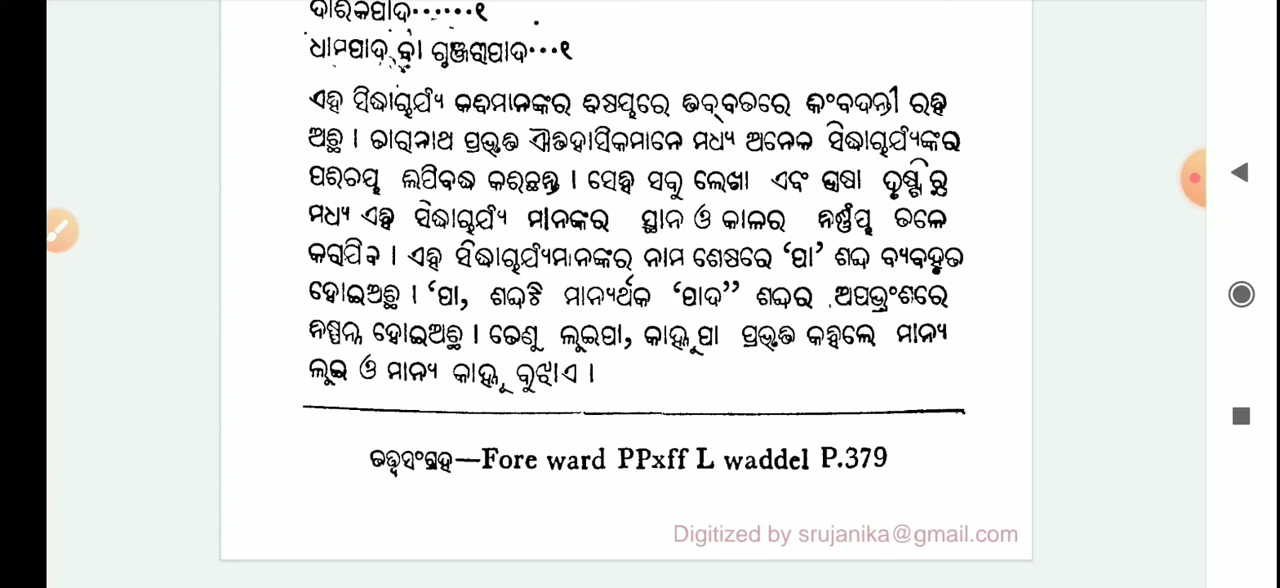 ଦାରିକପାଦ……୧
ଧାମପାଦ ବା ଗୁଞ୍ଜରୀପାଦ…୧
ଏହି ସିଦ୍ଧାଚାର୍ଯ୍ୟ କବିମାନଙ୍କର ବିଷୟରେ ତିବ୍ବତରେ କିଂବଦନ୍ତୀ ରହି
ଅଛି । ତାରାନାଥ ପ୍ରଭୃତି ଐତିହାସିକମାନେ ମଧ୍ୟ ଅନେକ ସିଦ୍ଧାଚାର୍ଯ୍ୟଙ୍କର
ପରିଚୟ ଲିପିବଦ୍ଧ କରିଛନ୍ତି । ସେହି ସବୁ ଲେଖା ଏବଂ ଭାଷା ଦୃଷ୍ଟିରୁ
ମଧ୍ୟ ଏହି ସିଦ୍ଧାଚାର୍ଯ୍ୟ ମାନଙ୍କର ସ୍ଥାନ ଓ କାଳର ନିର୍ଣ୍ଣୟ ତଳେ
କରାଯିବ । ଏହି ସିଦ୍ଧାଚାର୍ଯ୍ୟମାନଙ୍କର ନାମ ଶେଷରେ ‘ପା’ ଶବ୍ଦ ବ୍ୟବହୃତ
ହୋଇଅଛି । ‘ପା, ଶବ୍ଦଟି ମାନ୍ୟାର୍ଥକ ‘ପାଦ’’ ଶବ୍ଦର ଅପଭ୍ରଂଶରେ
ନିଷ୍ପନ୍ନ ହୋଇଅଛି । ତେଣୁ ଲୁଇପା, କାହ୍ନୁପା ପ୍ରଭୃତି କହିଲେ ମାନ୍ୟ
ଲୁଇ ଓ ମାନ୍ୟ କାହ୍ନୁ ବୁଝାଏ ।
ତତ୍ତ୍ୱସଂଗ୍ରହ—Fore ward PPxff L waddel P.379
Digitized by srujanika@gmail.com